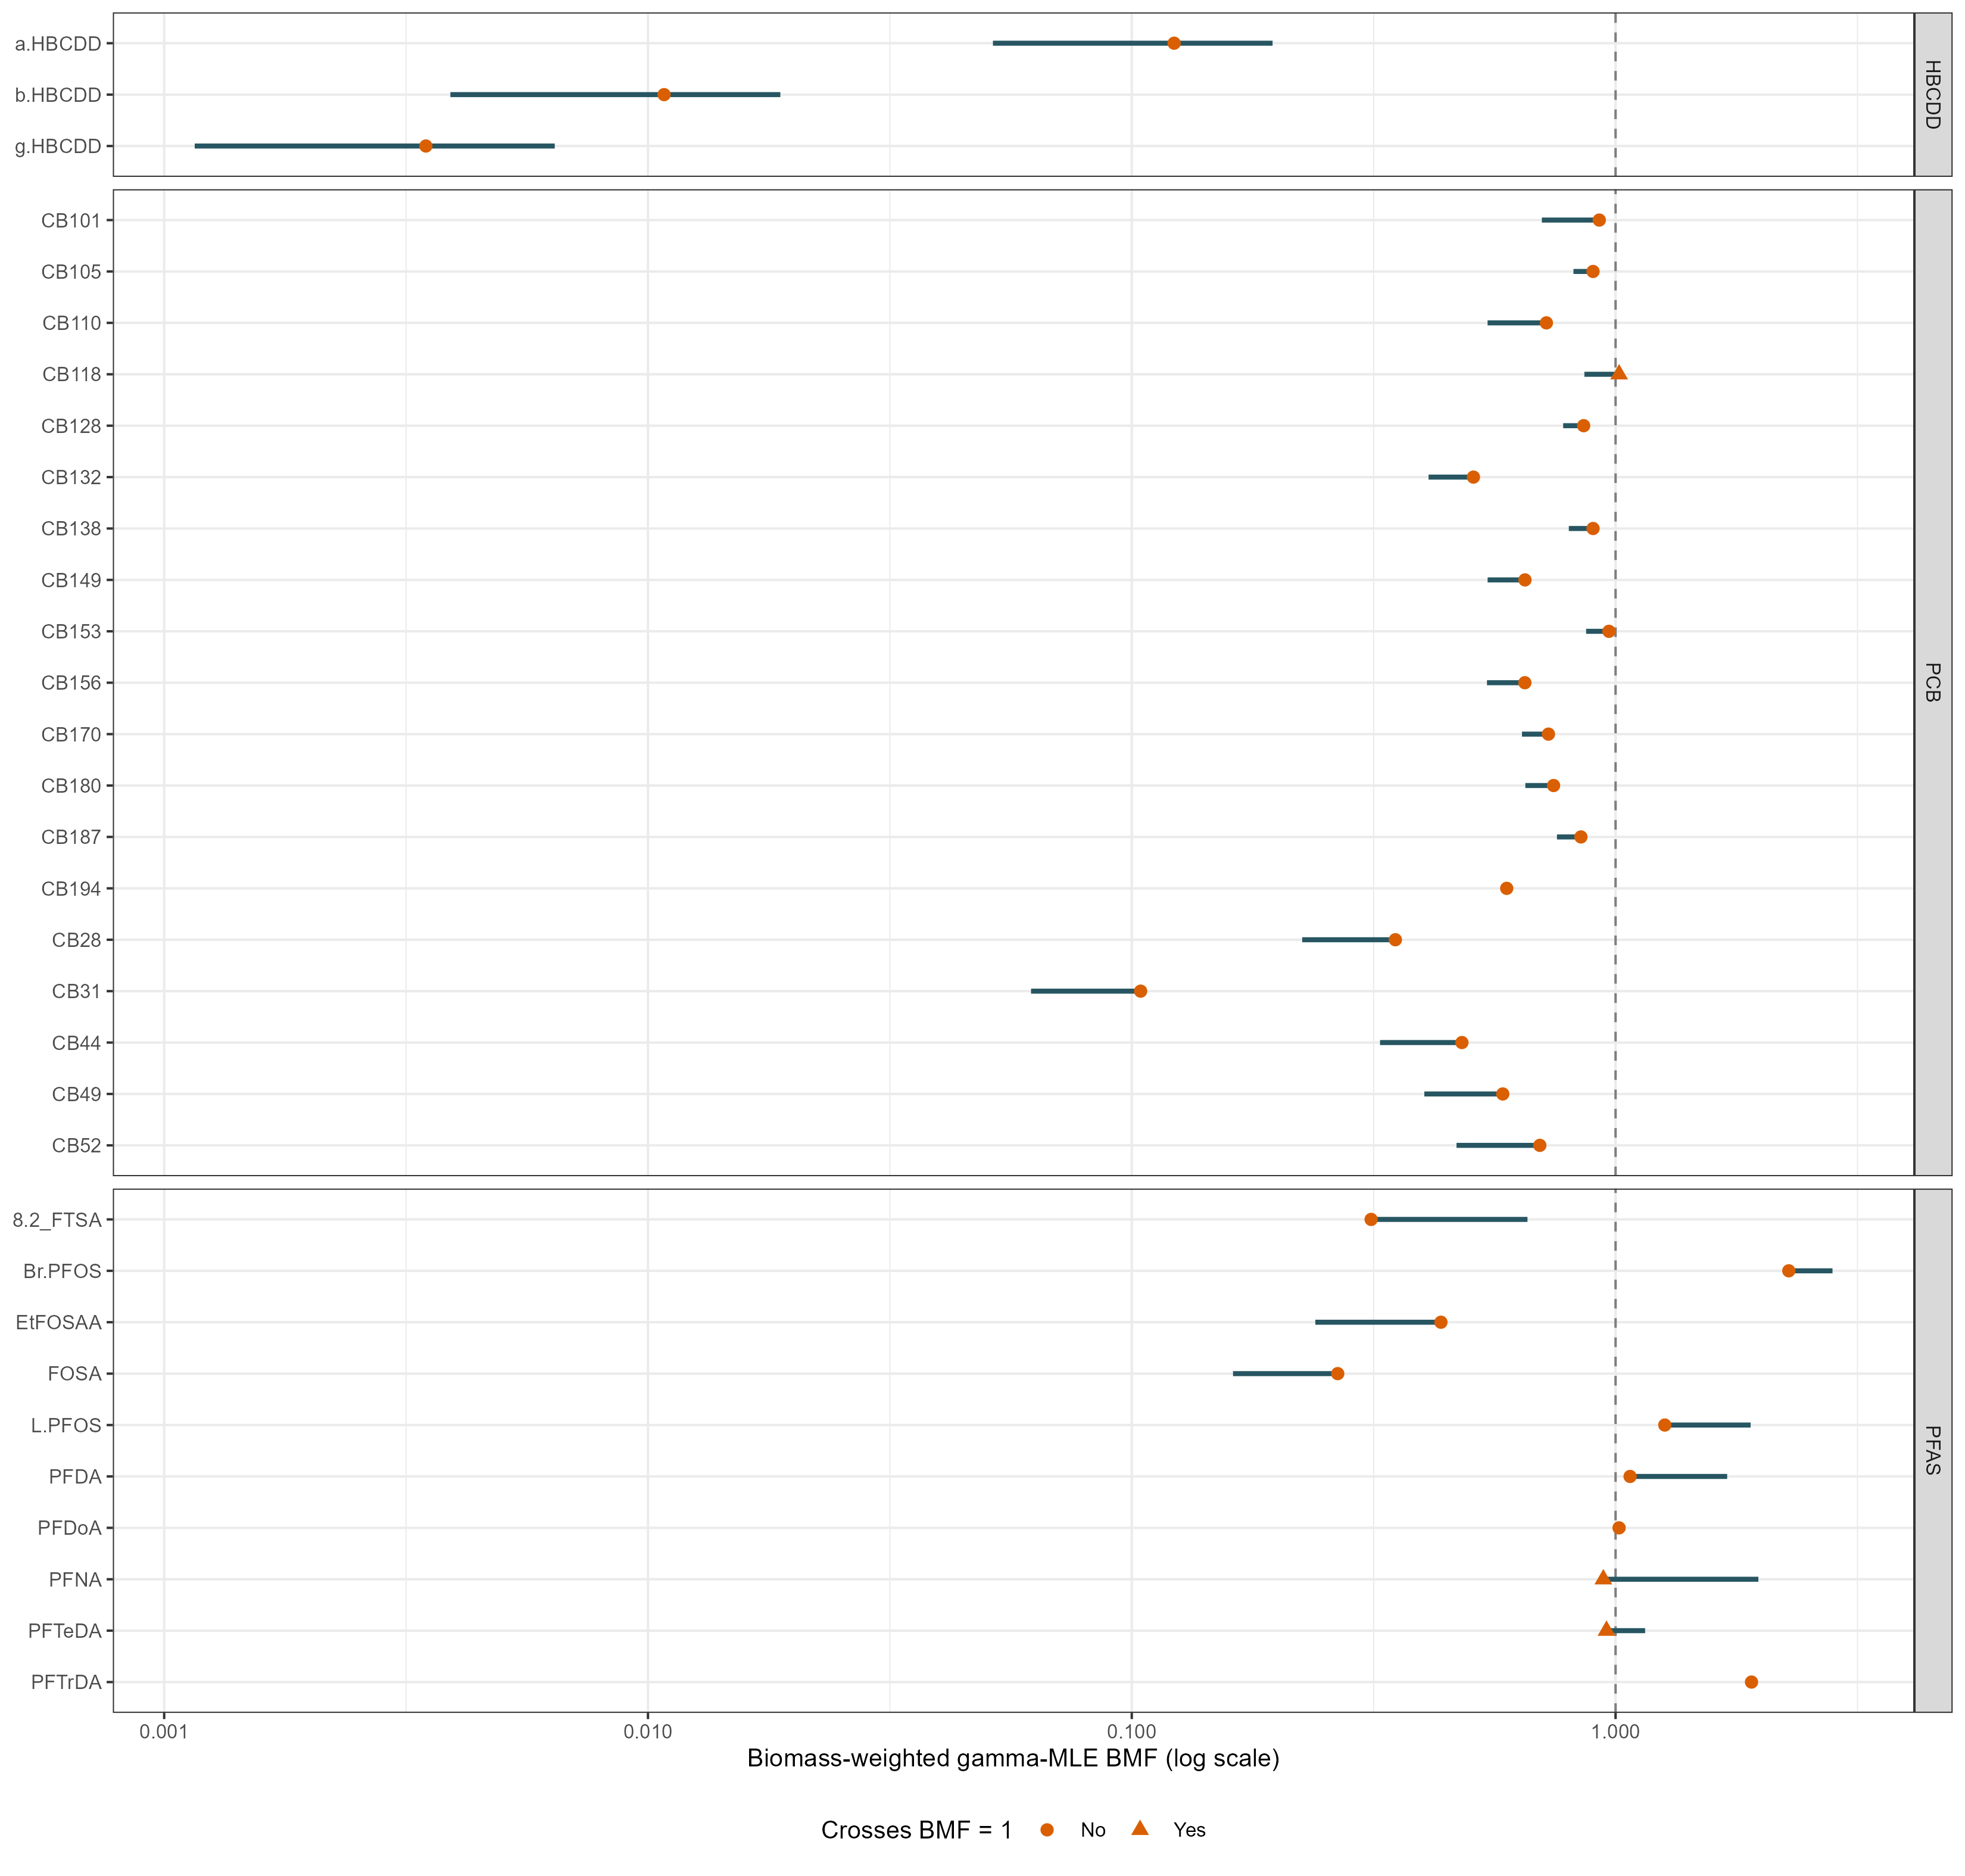 a.HBCDD
b.HBCDD
g.HBCDD
HBCDD
CB101
CB105
CB110
CB118
CB128
CB132
CB138
CB149
CB153
CB156
CB170
CB180
CB187
CB194
CB28
CB31
CB44
CB49
CB52
PCB
8.2_FTSA
Br.PFOS
EtFOSAA
FOSA
L.PFOS
PFDA
PFDoA
PFNA
PFTeDA
PFTrDA
PFAS
0.001 0.010 0.100 1.000
Biomass-weighted gamma-MLE BMF (log scale)
Crosses BMF = 1 No Yes